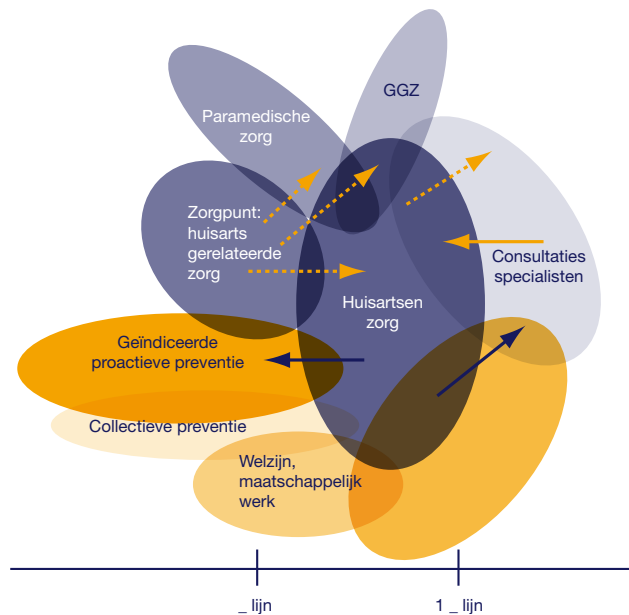 GGZ
Paramedische
zorg
Zorgpunt:
huisarts
gerelateerde
zorg
Consultaties
specialisten
Huisartsen
zorg
Geïndiceerde
proactieve preventie
Collectieve preventie
Welzijn,
maatschappelijk
werk
_ lijn
1 _ lijn